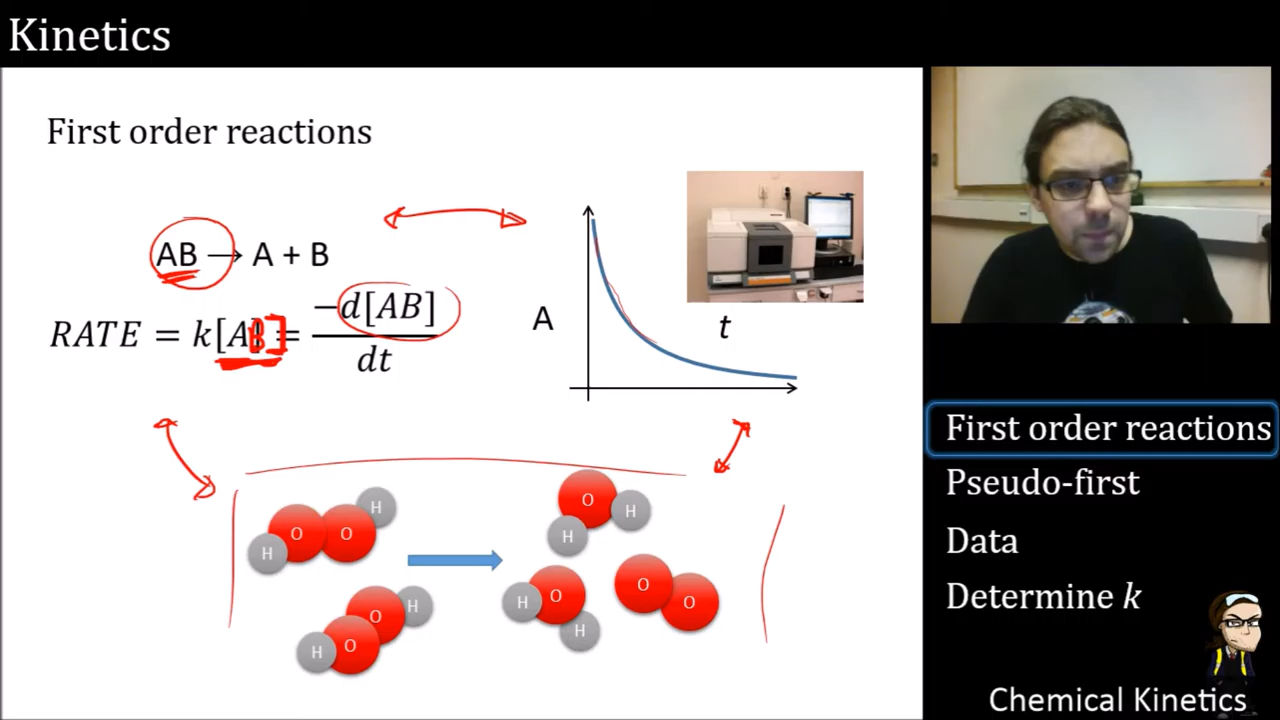 Kinetics
First order reactions
AB → A + B
RATE = k[AB] = −d[AB]/dt
A
t
H O O H
H O O H
O H H
H O H
O O
First order reactions
Pseudo-first
Data
Determine k
Chemical Kinetics